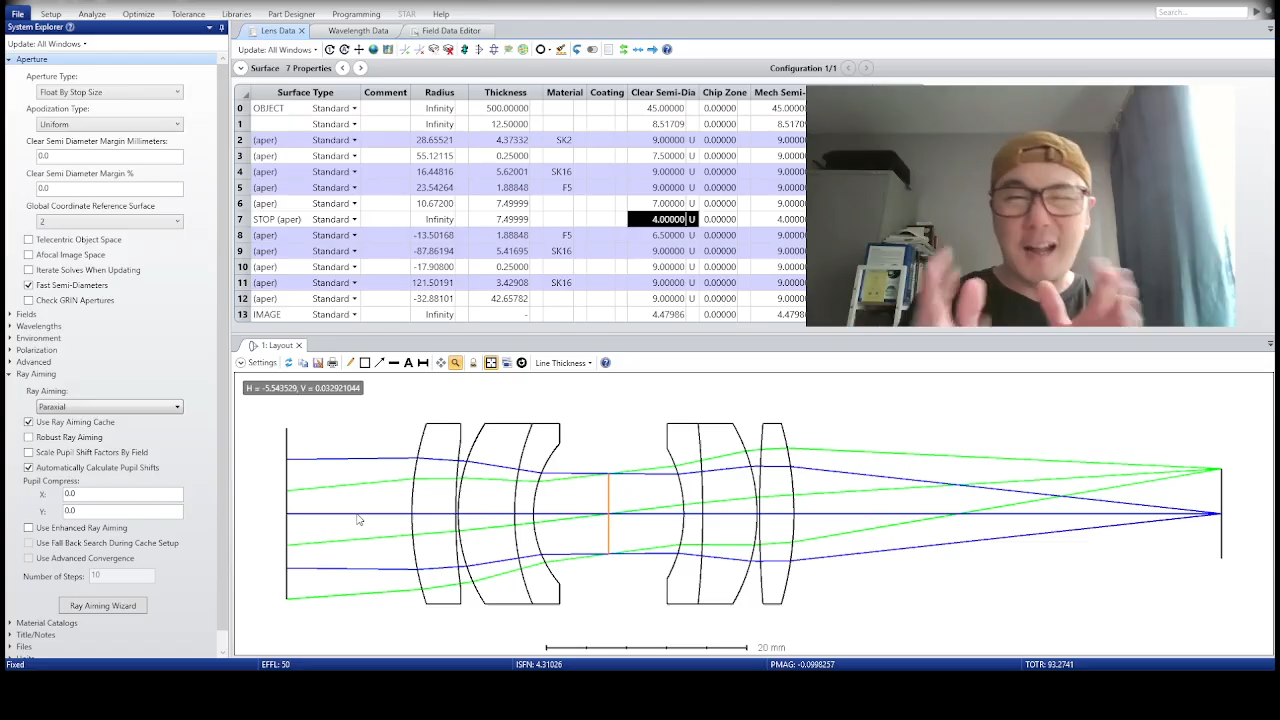 File Setup Analyze Optimize Tolerance Libraries Part Designer Programming STAR Help Search...
System Explorer
Update: All Windows
Aperture
Aperture Type:
Float By Stop Size
Apodization Type:
Uniform
Clear Semi Diameter Margin Millimeters:
0.0
Clear Semi Diameter Margin %
0.0
Global Coordinate Reference Surface
2
Telecentric Object Space
Afocal Image Space
Iterate Solves When Updating
Fast Semi-Diameters
Check GRIN Apertures
Fields
Wavelengths
Environment
Polarization
Advanced
Ray Aiming
Ray Aiming:
Paraxial
Use Ray Aiming Cache
Robust Ray Aiming
Scale Pupil Shift Factors By Field
Automatically Calculate Pupil Shifts
Pupil Compress:
X: 0.0
Y: 0.0
Use Enhanced Ray Aiming
Use Fall Back Search During Cache Setup
Use Advanced Convergence
Number of Steps: 10
Ray Aiming Wizard
Material Catalogs
Title/Notes
Files
Lens Data Wavelength Data Field Data Editor
Update: All Windows
Surface 7 Properties Configuration 1/1
Surface Type Comment Radius Thickness Material Coating Clear Semi-Dia Chip Zone Mech Semi-
0 OBJECT Standard Infinity 500.00000 45.00000 0.00000 45.0000
1 Standard Infinity 12.50000 8.51709 0.00000 8.5170
2 (aper) Standard 28.65521 4.37332 SK2 9.00000 U 0.00000 9.0000
3 (aper) Standard 55.12115 0.25000 7.50000 U 0.00000 9.0000
4 (aper) Standard 16.44816 5.62001 SK16 9.00000 U 0.00000 9.0000
5 (aper) Standard 23.54264 1.88848 F5 9.00000 U 0.00000 9.0000
6 (aper) Standard 10.67200 7.49999 7.00000 U 0.00000 9.0000
7 STOP (aper) Standard Infinity 7.49999 4.00000 U 0.00000 4.0000
8 (aper) Standard -13.50168 1.88848 F5 6.50000 U 0.00000 9.0000
9 (aper) Standard -87.86194 5.41695 SK16 9.00000 U 0.00000 9.0000
10 (aper) Standard -17.90800 0.25000 9.00000 U 0.00000 9.0000
11 (aper) Standard 121.50191 3.42908 SK16 9.00000 U 0.00000 9.0000
12 (aper) Standard -32.88101 42.65782 9.00000 U 0.00000 9.0000
13 IMAGE Standard Infinity - 4.47986 0.00000 4.4798
1: Layout
Settings Line Thickness
H = -5.543529, V = 0.032921044
20 mm
Fixed EFFL: 50 ISFN: 4.31026 PMAG: -0.0998257 TOTR: 93.2741